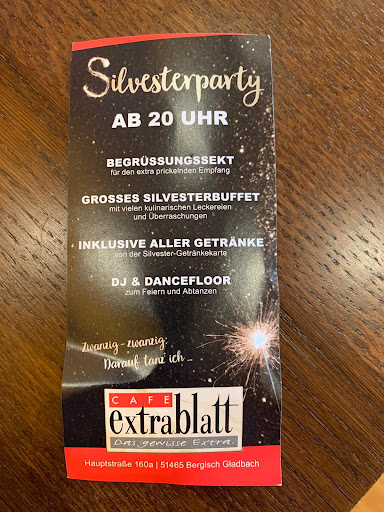 Silvesterparty
AB 20 UHR
BEGRÜSSUNGSSEKT
für den extra prickelnden Empfang
GROSSES SILVESTERBUFFET
mit vielen kulinarischen Leckereien
und Überraschungen
INKLUSIVE ALLER GETRÄNKE
von der Silvester-Getränkekarte
DJ & DANCEFLOOR
zum Feiern und Abtanzen
Zwanzig-zwanzig:
Darauf tanz ich ...
CAFE
extrablatt
Das gewisse Extra.
Hauptstraße 160a | 51465 Bergisch Gladbach